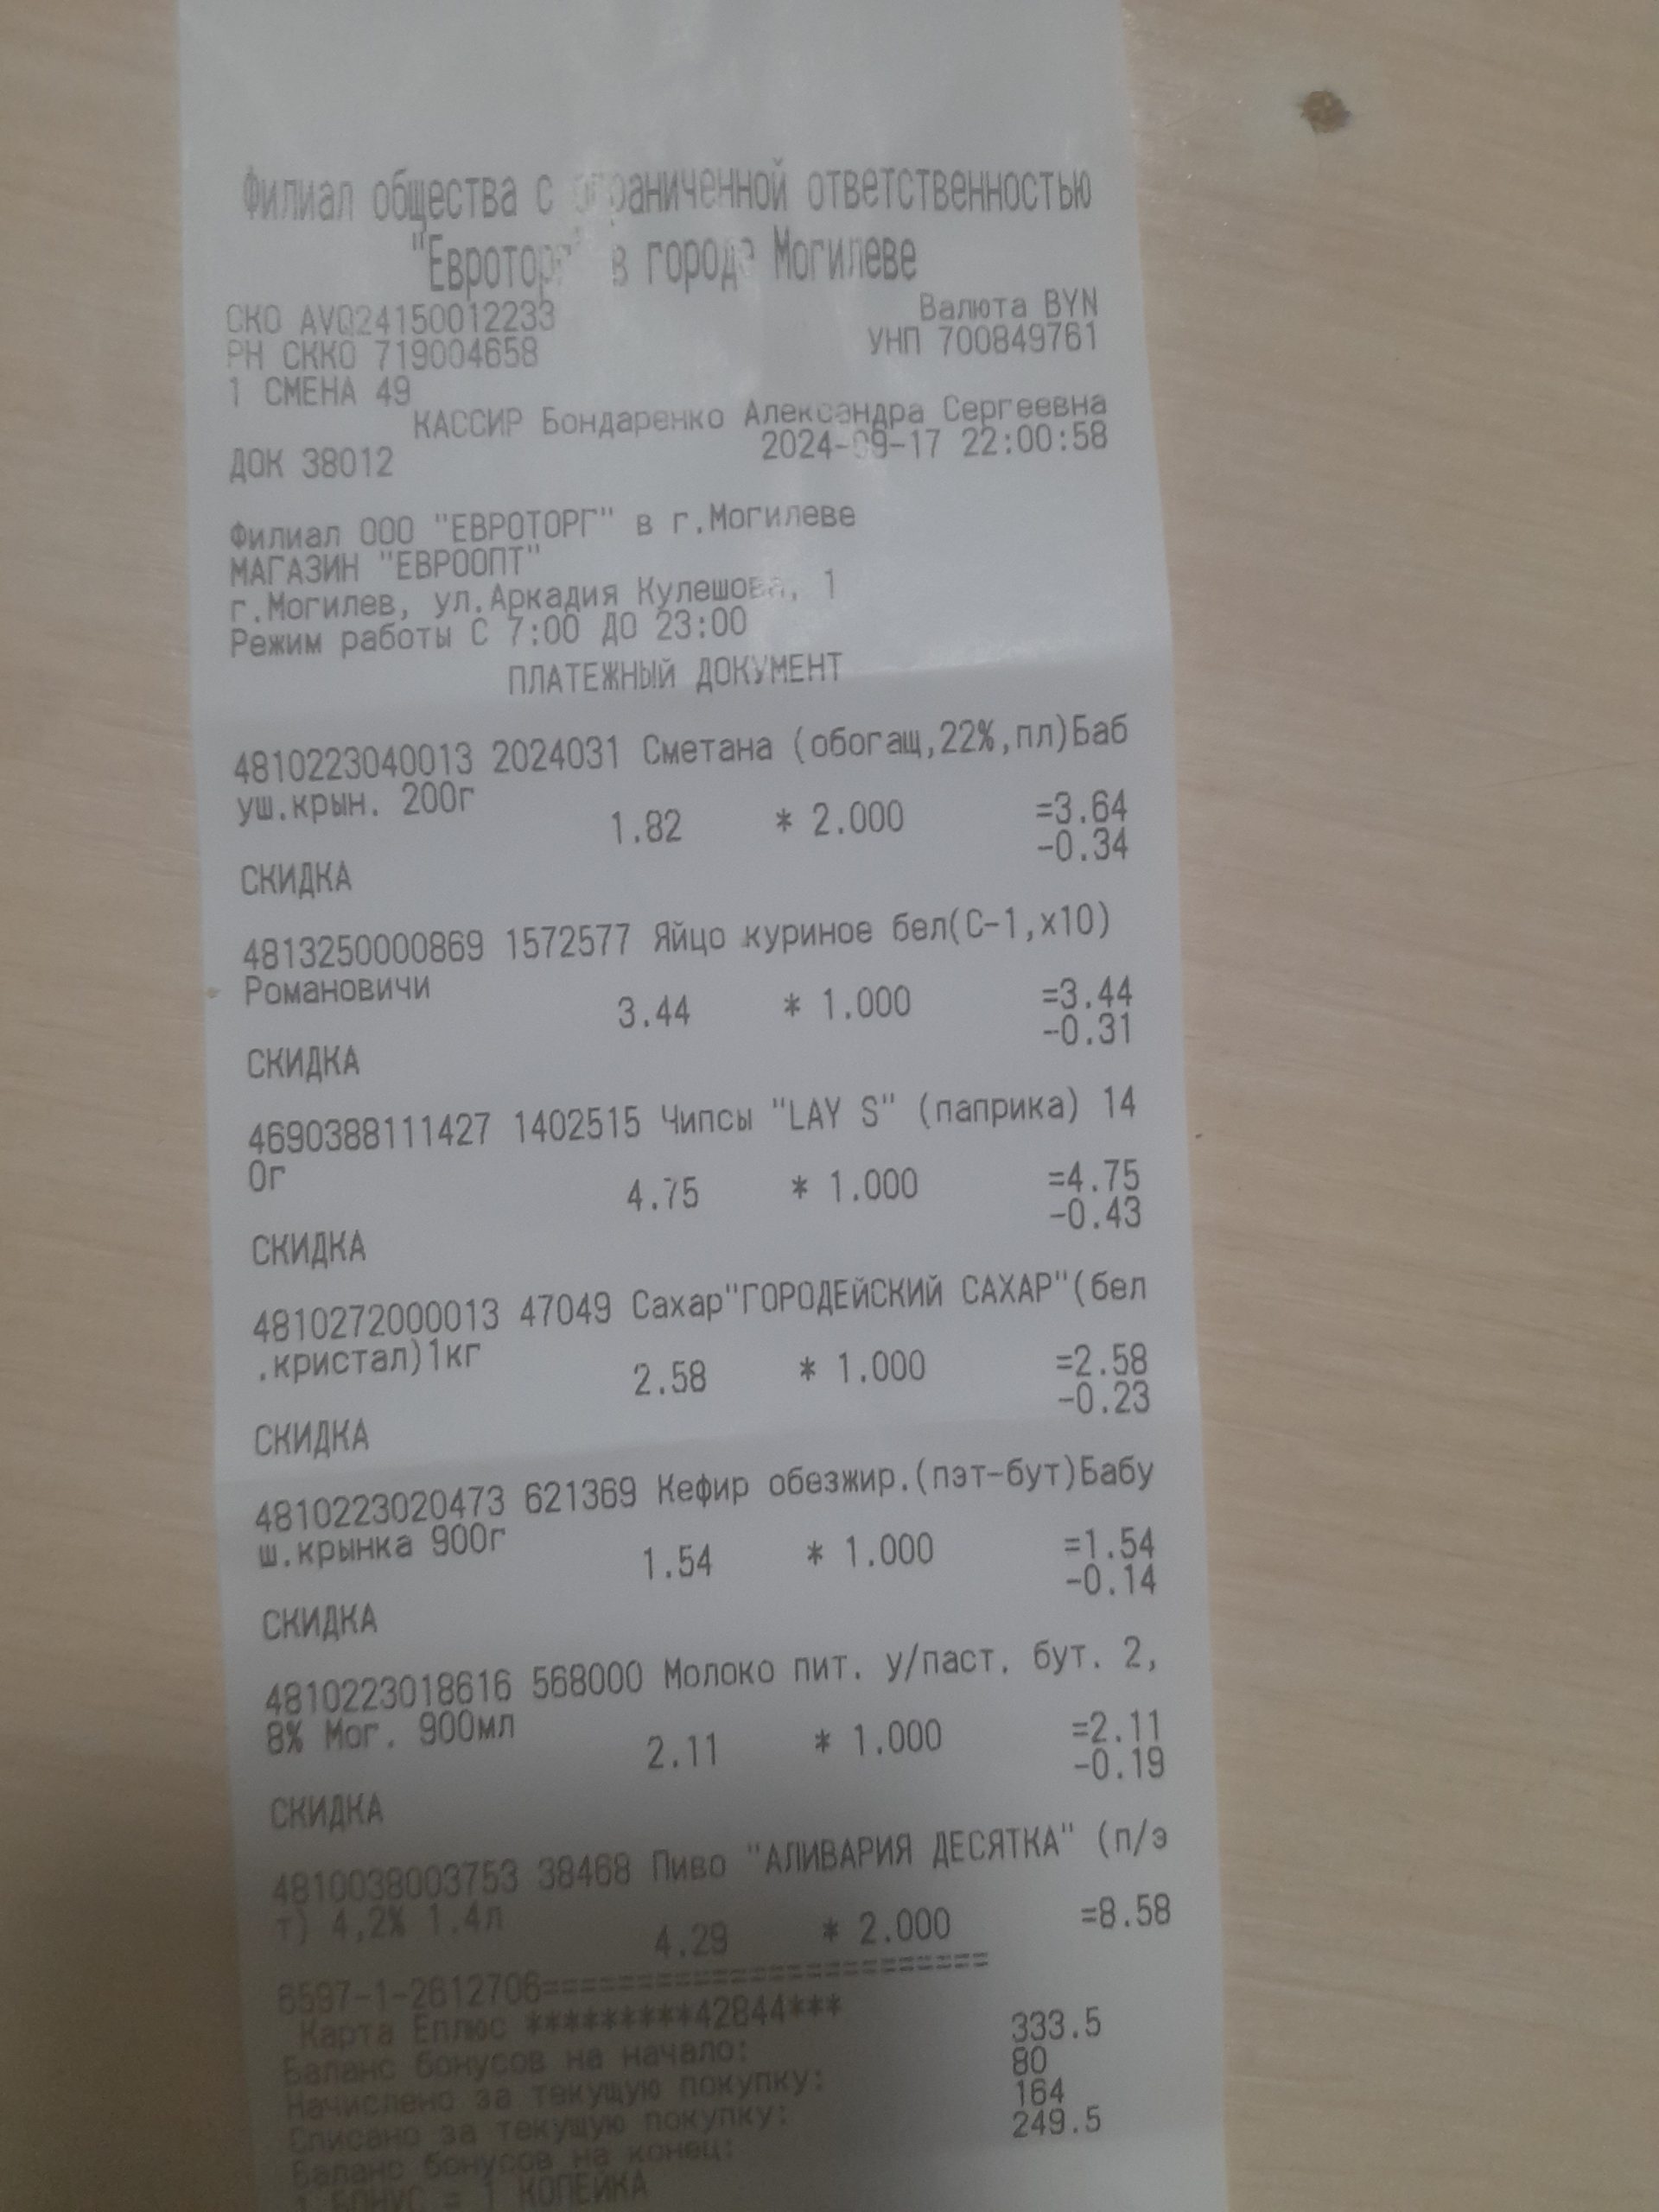 Филиал общества с ограниченной ответственностью
"Евроторг" в городе Могилеве
СКО AVQ24150012233 Валюта BYN
РН СККО 719004658 УНП 700849761
1 СМЕНА 49
КАССИР Бондаренко Александра Сергеевна
ДОК 38012 2024-09-17 22:00:58
Филиал ООО "ЕВРОТОРГ" в г.Могилеве
МАГАЗИН "ЕВРООПТ"
г.Могилев, ул.Аркадия Кулешова, 1
Режим работы С 7:00 ДО 23:00
ПЛАТЕЖНЫЙ ДОКУМЕНТ
4810223040013 2024031 Сметана (обогащ,22%,пл)Баб
уш.крын. 200г
1.82 * 2.000 =3.64
СКИДКА -0.34
4813250000869 1572577 Яйцо куриное бел(С-1,х10)
Романовичи
3.44 * 1.000 =3.44
СКИДКА -0.31
4690388111427 1402515 Чипсы "LAY S" (паприка) 14
0г
4.75 * 1.000 =4.75
СКИДКА -0.43
4810272000013 47049 Сахар"ГОРОДЕЙСКИЙ САХАР"(бел
.кристал)1кг
2.58 * 1.000 =2.58
СКИДКА -0.23
4810223020473 621369 Кефир обезжир.(пэт-бут)Бабу
ш.крынка 900г
1.54 * 1.000 =1.54
СКИДКА -0.14
4810223018616 568000 Молоко пит. у/паст. бут. 2,
8% Мог. 900мл
2.11 * 1.000 =2.11
СКИДКА -0.19
4810038003753 38468 Пиво "АЛИВАРИЯ ДЕСЯТКА" (п/э
т) 4,2% 1.4л
4.29 * 2.000 =8.58
6597-1-2612706========================
Карта Еплюс *********42844***
Баланс бонусов на начало: 333.5
Начислено за текущую покупку: 80
Списано за текущую покупку: 164
Баланс бонусов на конец: 249.5
1 БОНУС = 1 КОПЕЙКА